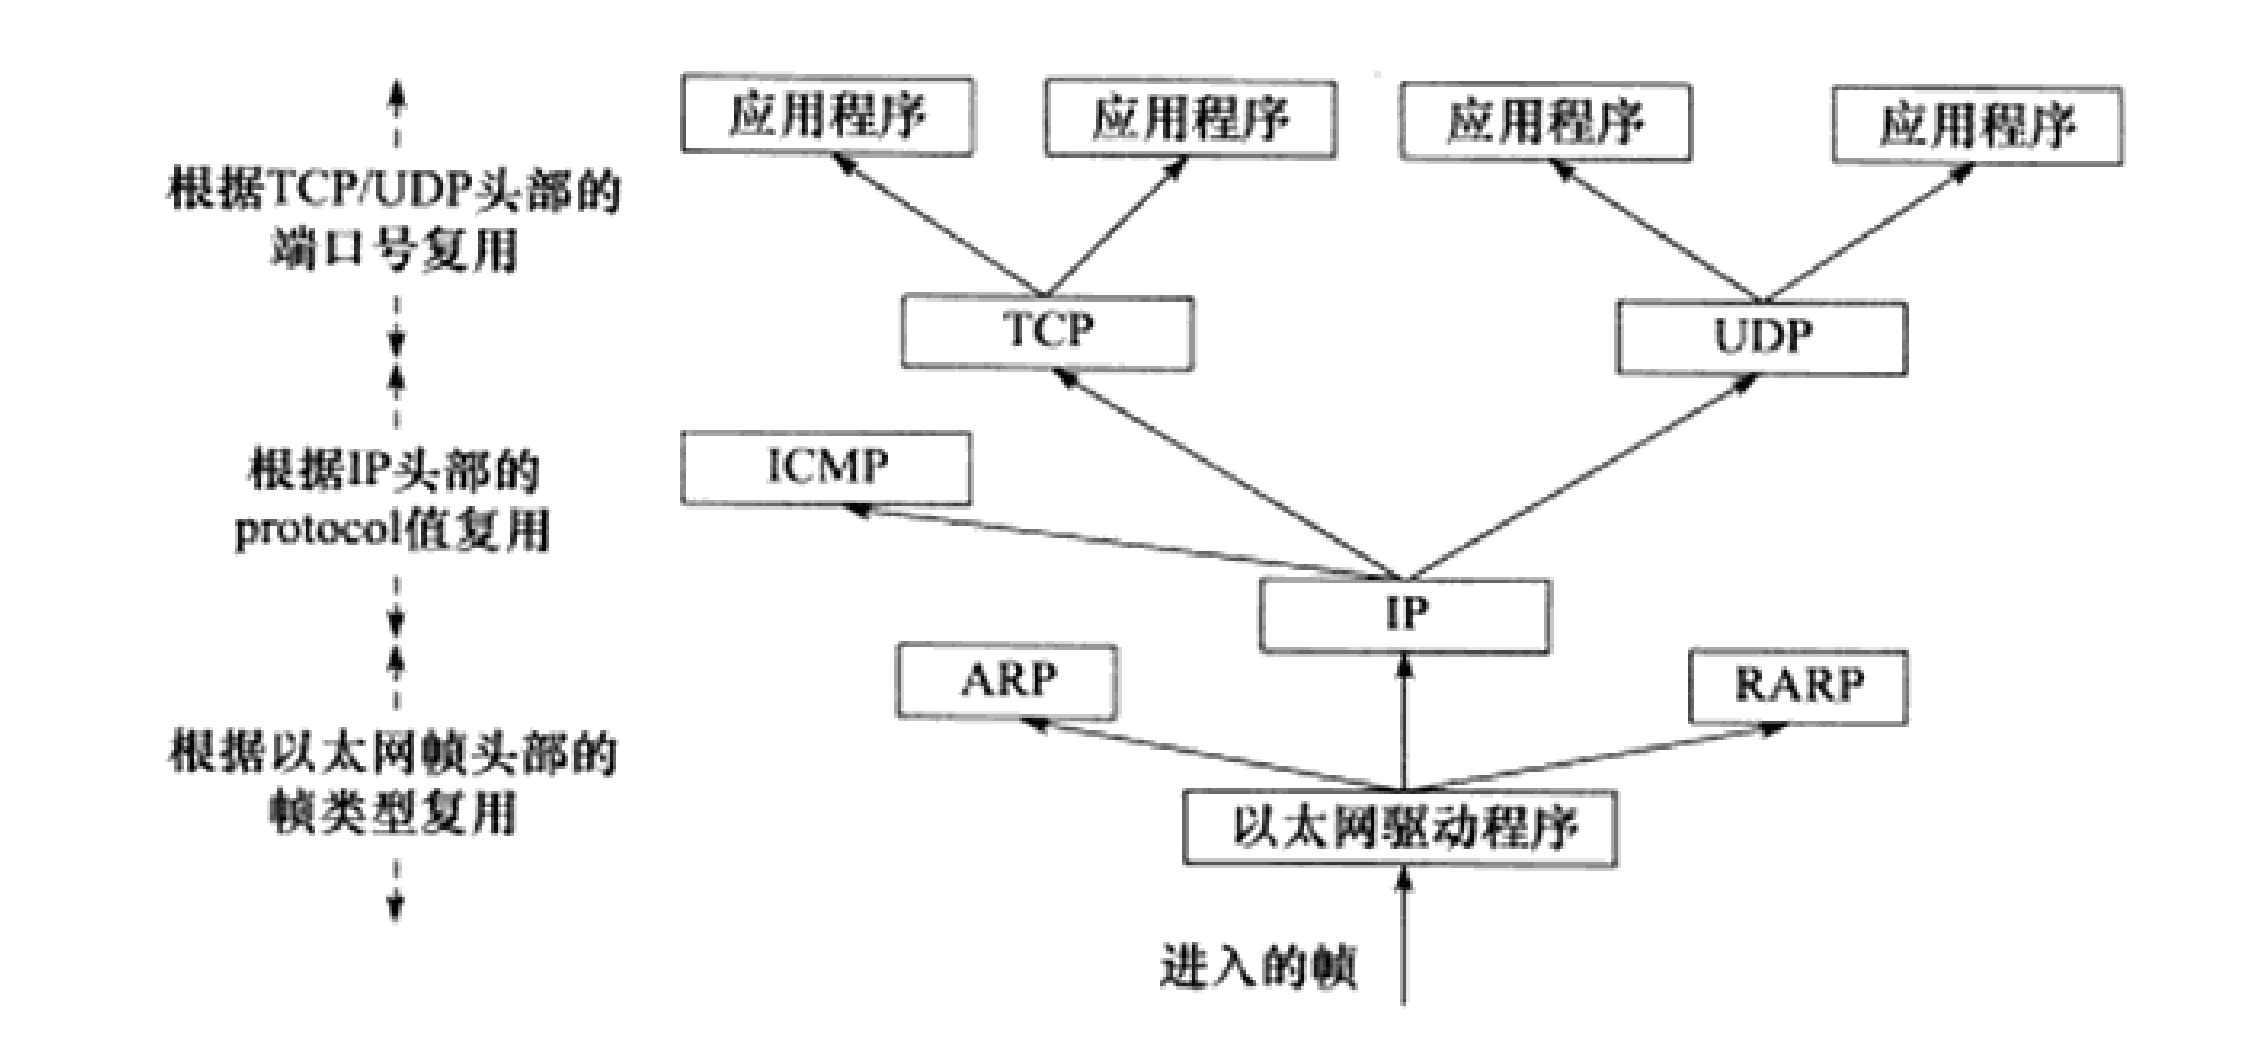 应用程序
应用程序
应用程序
应用程序
根据TCP/UDP头部的
端口号复用
TCP
UDP
根据IP头部的
protocol值复用
ICMP
IP
ARP
RARP
根据以太网帧头部的
帧类型复用
以太网驱动程序
进入的帧